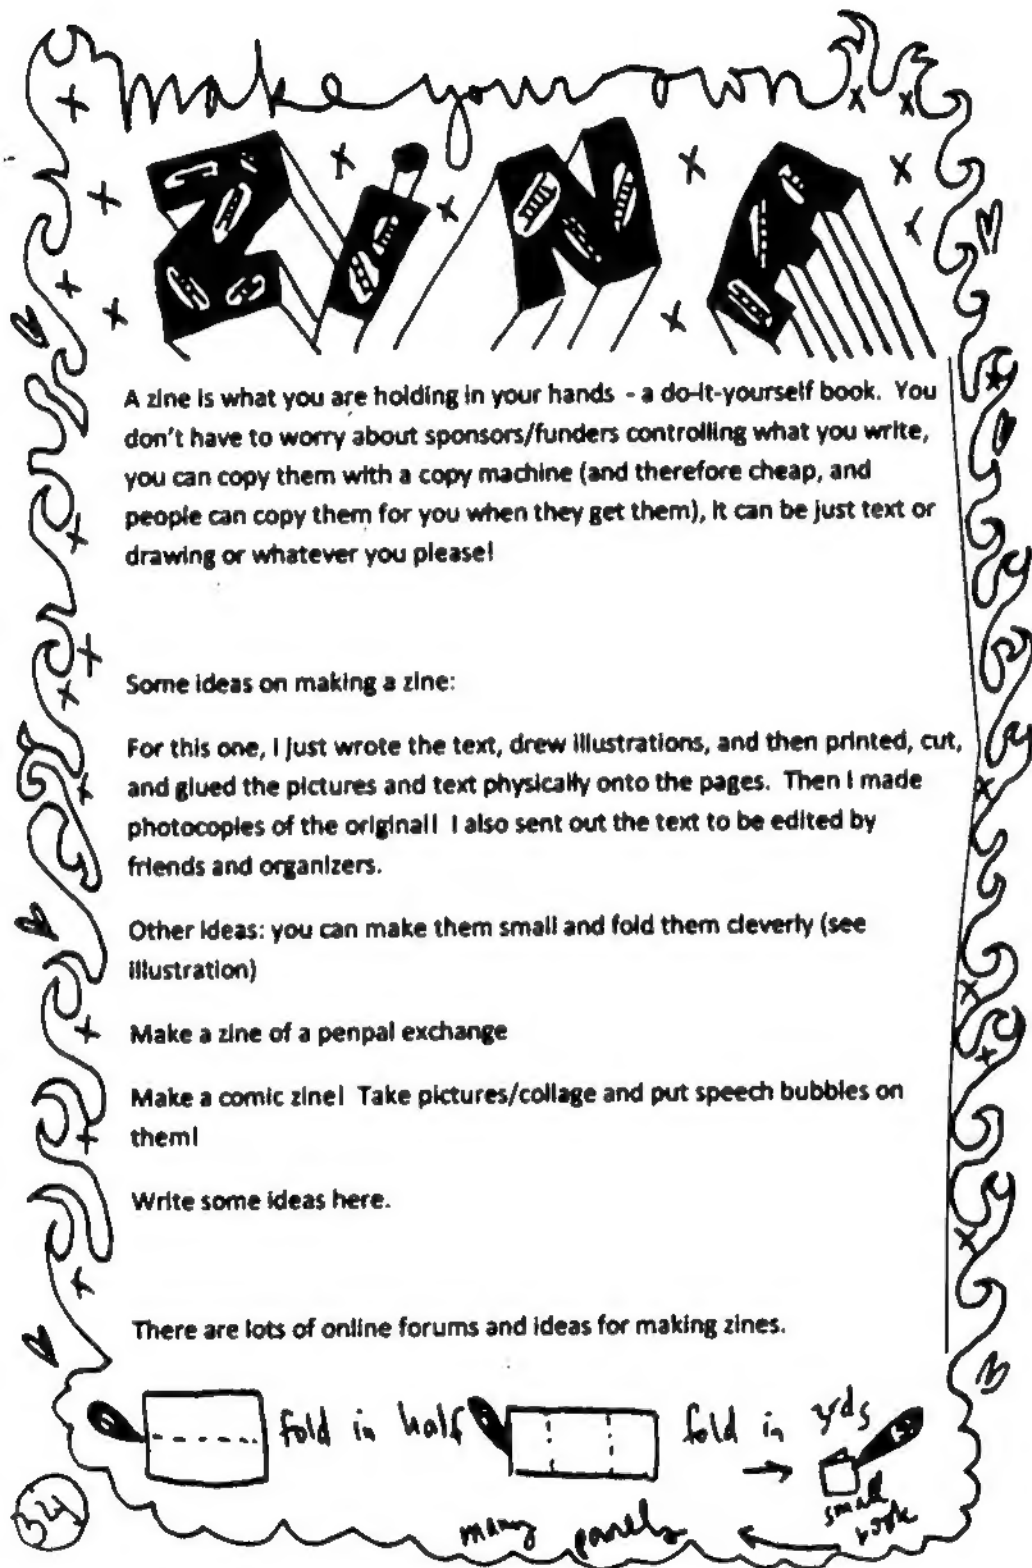 make your own
ZiNE
A zine is what you are holding in your hands - a do-it-yourself book. You
don't have to worry about sponsors/funders controlling what you write,
you can copy them with a copy machine (and therefore cheap, and
people can copy them for you when they get them), it can be just text or
drawing or whatever you please!
Some ideas on making a zine:
For this one, I just wrote the text, drew illustrations, and then printed, cut,
and glued the pictures and text physically onto the pages. Then I made
photocopies of the original! I also sent out the text to be edited by
friends and organizers.
Other ideas: you can make them small and fold them cleverly (see
illustration)
Make a zine of a penpal exchange
Make a comic zine! Take pictures/collage and put speech bubbles on
them!
Write some ideas here.
There are lots of online forums and ideas for making zines.
fold in half
fold in 3rds
small
many panels
34